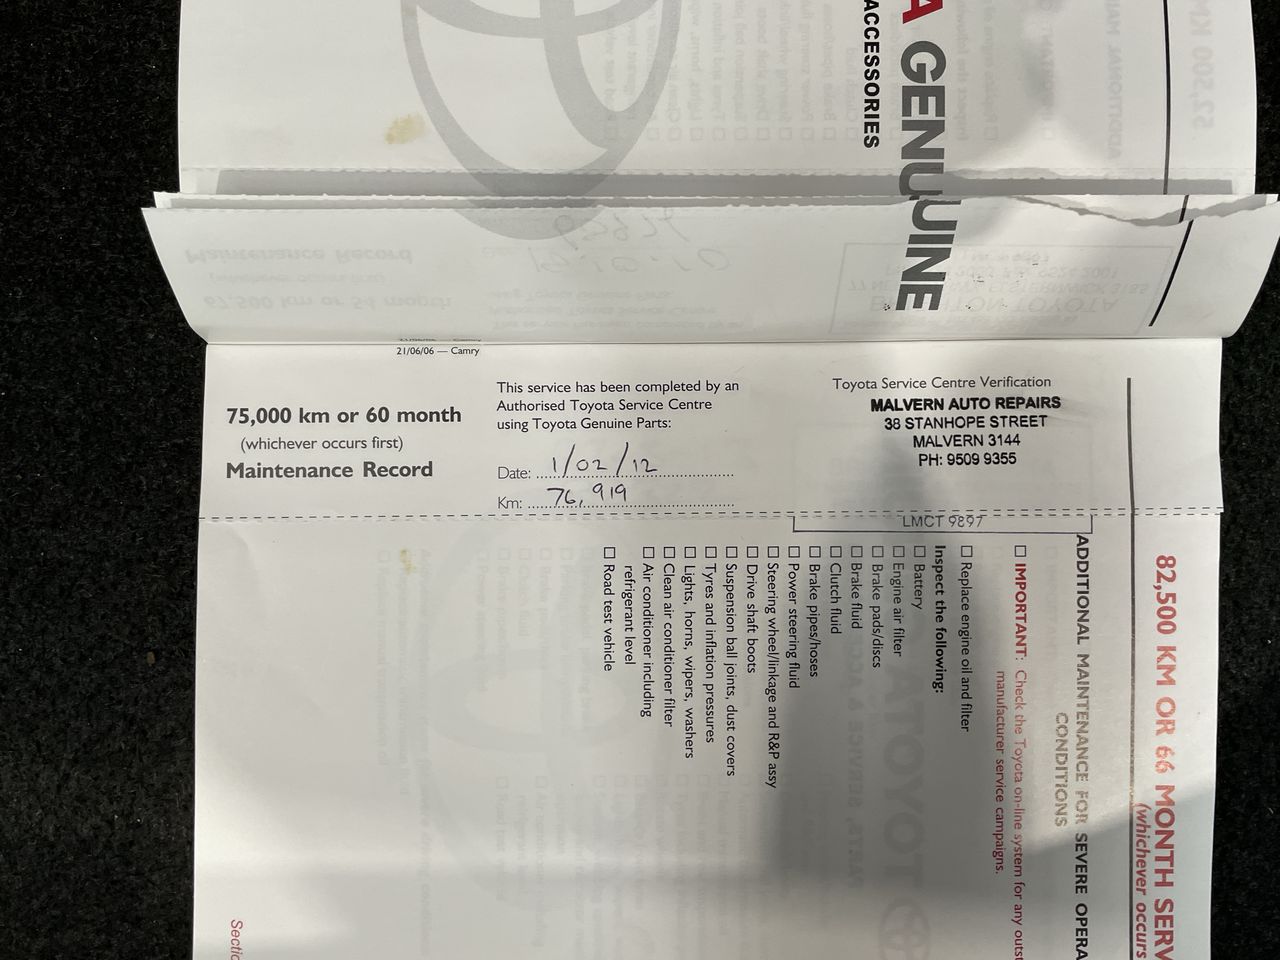 A GENUINE
ACCESSORIES
21/06/06 — Camry
75,000 km or 60 month
(whichever occurs first)
Maintenance Record
This service has been completed by an
Authorised Toyota Service Centre
using Toyota Genuine Parts:
Date: 1/02/12
Km: 76,919
Toyota Service Centre Verification
MALVERN AUTO REPAIRS
38 STANHOPE STREET
MALVERN 3144
PH: 9509 9355
LMCT 9897
82,500 KM OR 66 MONTH SERV
(whichever occurs
ADDITIONAL MAINTENANCE FOR SEVERE OPERA
CONDITIONS
☐ IMPORTANT: Check the Toyota on-line system for any outst
manufacturer service campaigns.
☐ Replace engine oil and filter
Inspect the following:
☐ Battery
☐ Engine air filter
☐ Brake pads/discs
☐ Brake fluid
☐ Clutch fluid
☐ Brake pipes/hoses
☐ Power steering fluid
☐ Steering wheel/linkage and R&P assy
☐ Drive shaft boots
☐ Suspension ball joints, dust covers
☐ Tyres and inflation pressures
☐ Lights, horns, wipers, washers
☐ Clean air conditioner filter
☐ Air conditioner including
refrigerant level
☐ Road test vehicle
Sectio